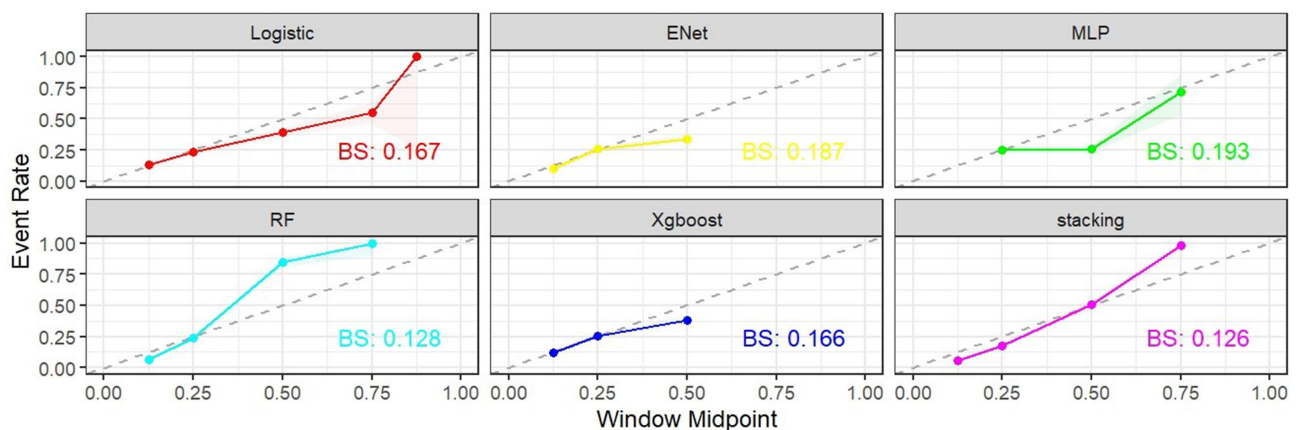 Logistic
ENet
MLP
Event Rate
1.00
0.75
0.50
0.25
0.00
BS: 0.167
BS: 0.187
BS: 0.193
RF
Xgboost
stacking
1.00
0.75
0.50
0.25
0.00
BS: 0.128
BS: 0.166
BS: 0.126
0.00 0.25 0.50 0.75 1.00
0.00 0.25 0.50 0.75 1.00
0.00 0.25 0.50 0.75 1.00
Window Midpoint